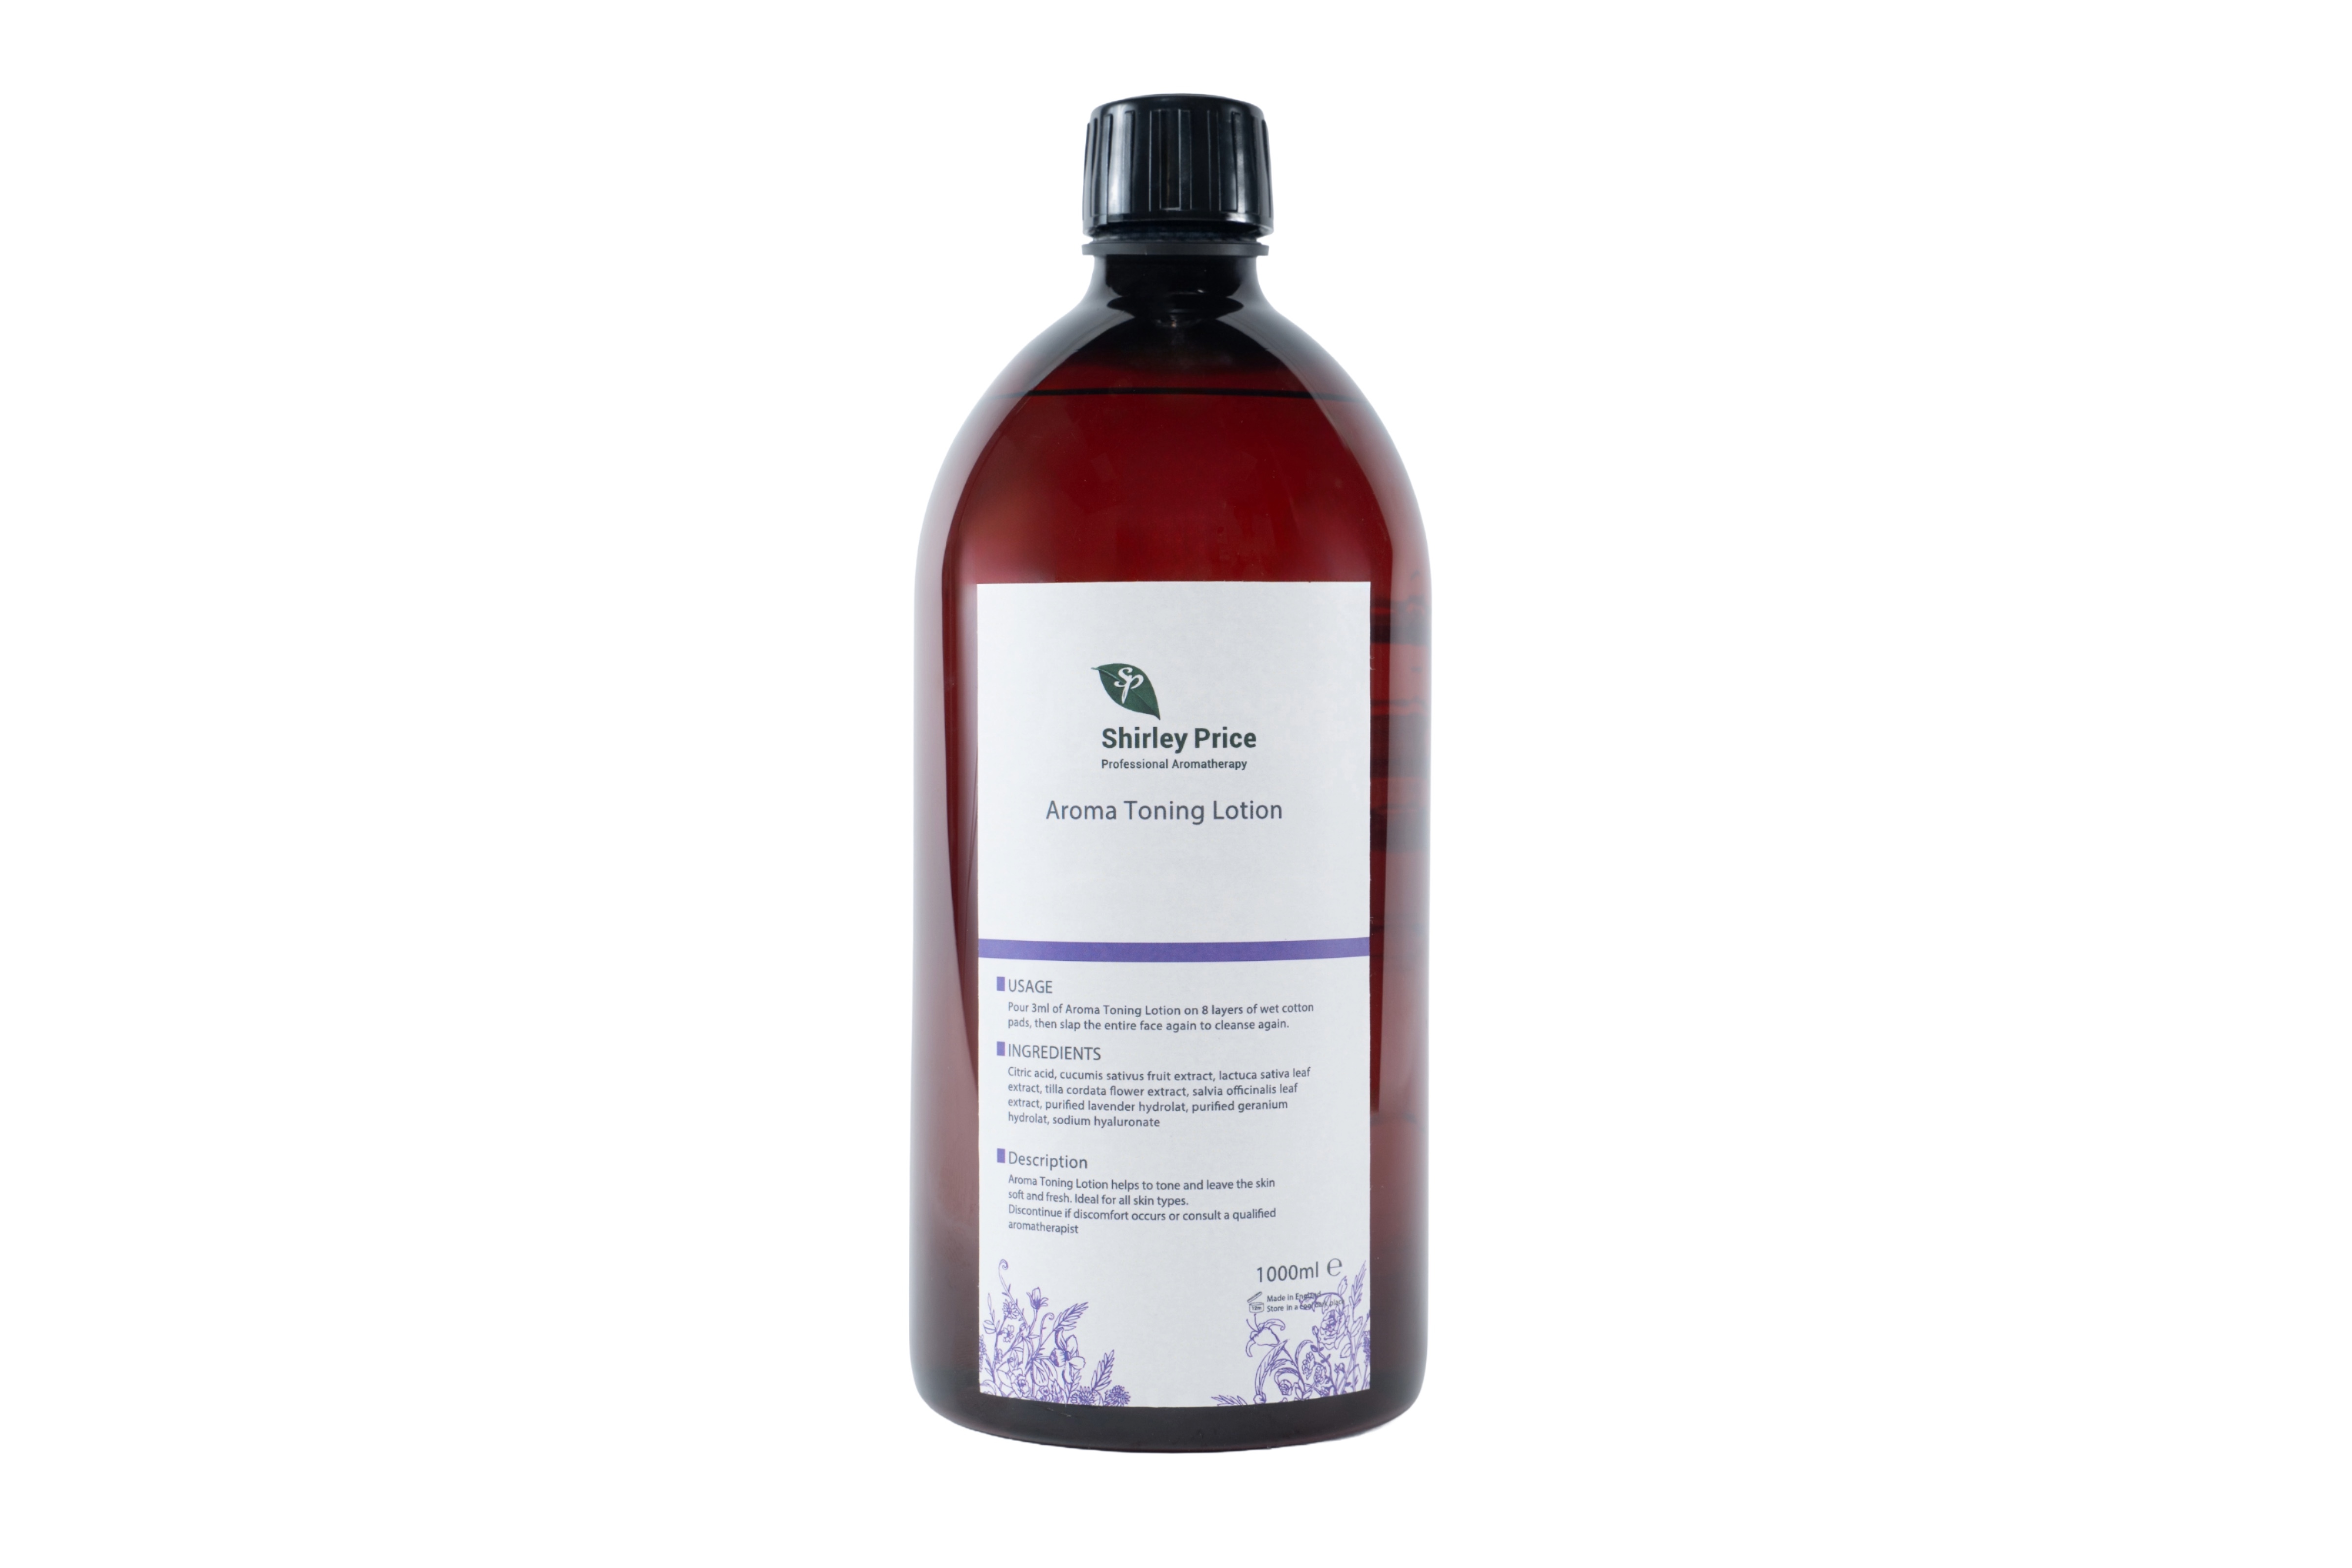 SP
Shirley Price
Professional Aromatherapy
Aroma Toning Lotion
USAGE
Pour 3ml of Aroma Toning Lotion on 8 layers of wet cotton
pads, then slap the entire face again to cleanse again.
INGREDIENTS
Citric acid, cucumis sativus fruit extract, lactuca sativa leaf
extract, tilla cordata flower extract, salvia officinalis leaf
extract, purified lavender hydrolat, purified geranium
hydrolat, sodium hyaluronate
Description
Aroma Toning Lotion helps to tone and leave the skin
soft and fresh. Ideal for all skin types.
Discontinue if discomfort occurs or consult a qualified
aromatherapist
1000ml ℮
Made in England
Store in a cool dark place